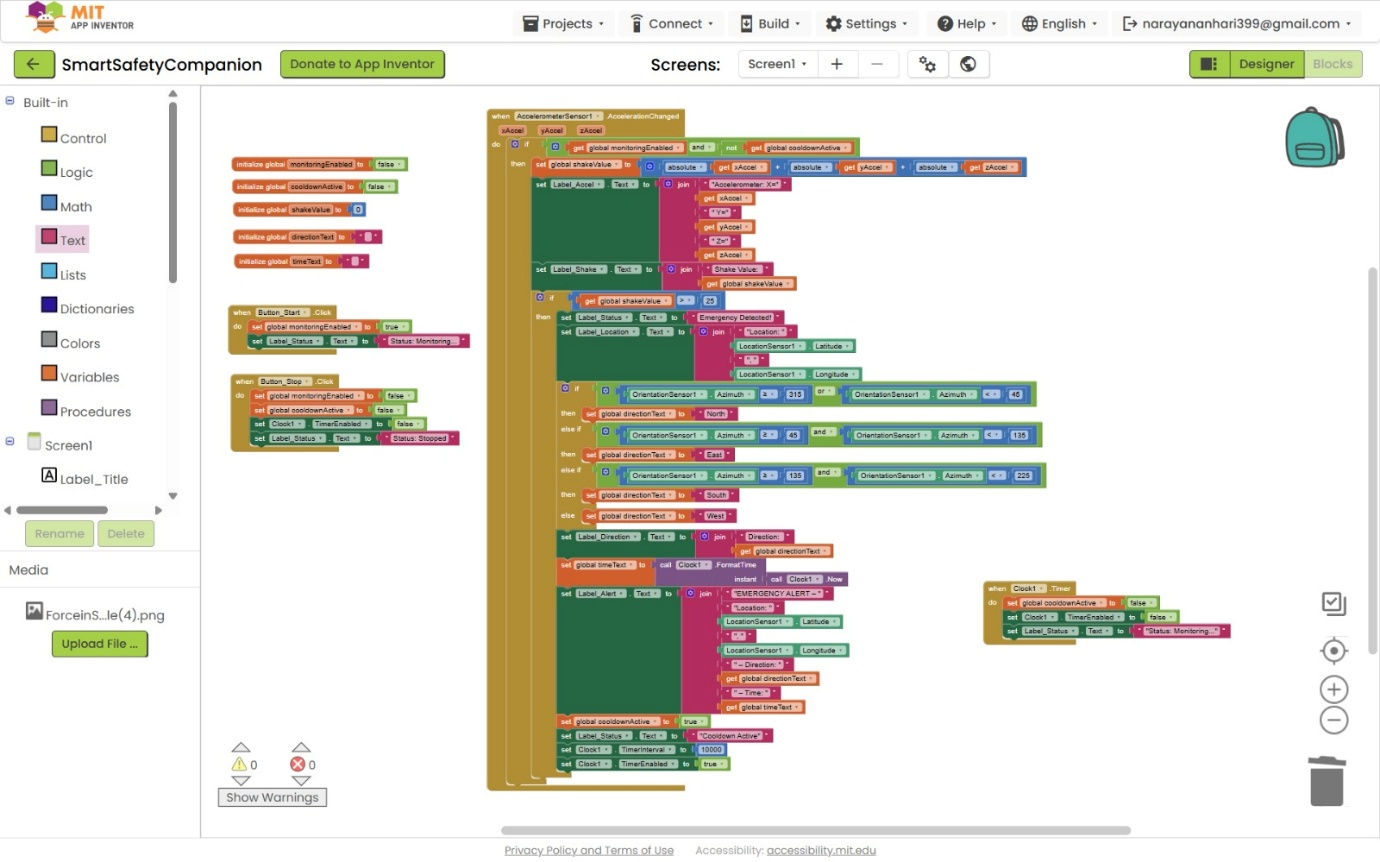 MIT
APP INVENTOR
Projects
Connect
Build
Settings
Help
English
narayananhari399@gmail.com
SmartSafetyCompanion
Donate to App Inventor
Screens:
Screen1
Designer
Blocks
Built-in
Control
Logic
Math
Text
Lists
Dictionaries
Colors
Variables
Procedures
Screen1
Label_Title
Rename
Delete
Media
ForceinS...le(4).png
Upload File ...
initialize global monitoringEnabled to false
initialize global cooldownActive to false
initialize global shakeValue to 0
initialize global directionText to " "
initialize global timeText to " "
when Button_Start .Click
do set global monitoringEnabled to true
set Label_Status . Text to " Status: Monitoring... "
when Button_Stop .Click
do set global monitoringEnabled to false
set global cooldownActive to false
set Clock1 . TimerEnabled to false
set Label_Status . Text to " Status: Stopped "
when AccelerometerSensor1 .AccelerationChanged
xAccel yAccel zAccel
do if get global monitoringEnabled and not get global cooldownActive
then set global shakeValue to absolute get xAccel + absolute get yAccel + absolute get zAccel
set Label_Accel . Text to join " Accelerometer: X= "
get xAccel
" Y= "
get yAccel
" Z= "
get zAccel
set Label_Shake . Text to join " Shake Value: "
get global shakeValue
if get global shakeValue > 25
then set Label_Status . Text to " Emergency Detected! "
set Label_Location . Text to join " Location: "
LocationSensor1 . Latitude
" , "
LocationSensor1 . Longitude
if OrientationSensor1 . Azimuth ≥ 315 or OrientationSensor1 . Azimuth < 45
then set global directionText to " North "
else if OrientationSensor1 . Azimuth ≥ 45 and OrientationSensor1 . Azimuth < 135
then set global directionText to " East "
else if OrientationSensor1 . Azimuth ≥ 135 and OrientationSensor1 . Azimuth < 225
then set global directionText to " South "
else set global directionText to " West "
set Label_Direction . Text to join " Direction: "
get global directionText
set global timeText to call Clock1 .FormatTime
instant call Clock1 .Now
set Label_Alert . Text to join " EMERGENCY ALERT – "
" Location: "
LocationSensor1 . Latitude
" , "
LocationSensor1 . Longitude
" – Direction: "
get global directionText
" – Time: "
get global timeText
set global cooldownActive to true
set Label_Status . Text to " Cooldown Active "
set Clock1 . TimerInterval to 10000
set Clock1 . TimerEnabled to true
when Clock1 .Timer
do set global cooldownActive to false
set Clock1 . TimerEnabled to false
set Label_Status . Text to " Status: Monitoring... "
0 0
Show Warnings
Privacy Policy and Terms of Use Accessibility: accessibility.mit.edu